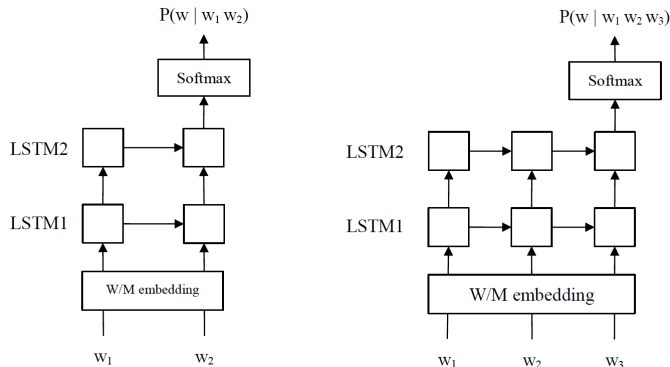 P(w | w₁ w₂)
Softmax
LSTM2
LSTM1
W/M embedding
w₁ w₂
P(w | w₁ w₂ w₃)
Softmax
LSTM2
LSTM1
W/M embedding
w₁ w₂ w₃